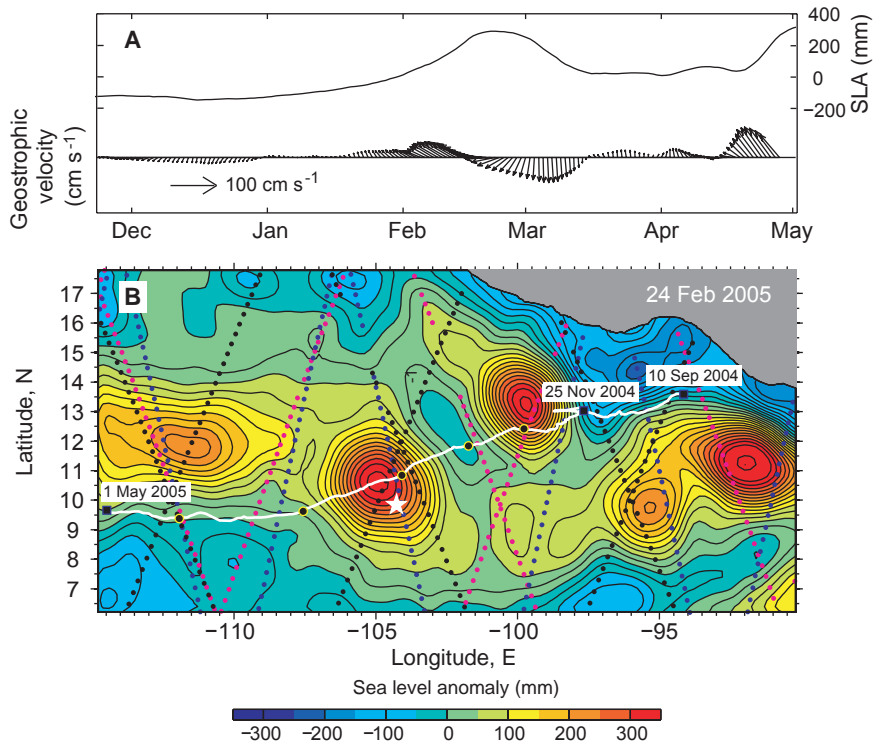 A
400
200
0
−200
SLA (mm)
Geostrophic
velocity
(cm s⁻¹)
100 cm s⁻¹
Dec Jan Feb Mar Apr May
B
24 Feb 2005
17
16
15
14
13
12
11
10
9
8
7
Latitude, N
10 Sep 2004
25 Nov 2004
1 May 2005
−1
−110 −105 −100 −95
Longitude, E
Sea level anomaly (mm)
−300 −200 −100 0 100 200 300